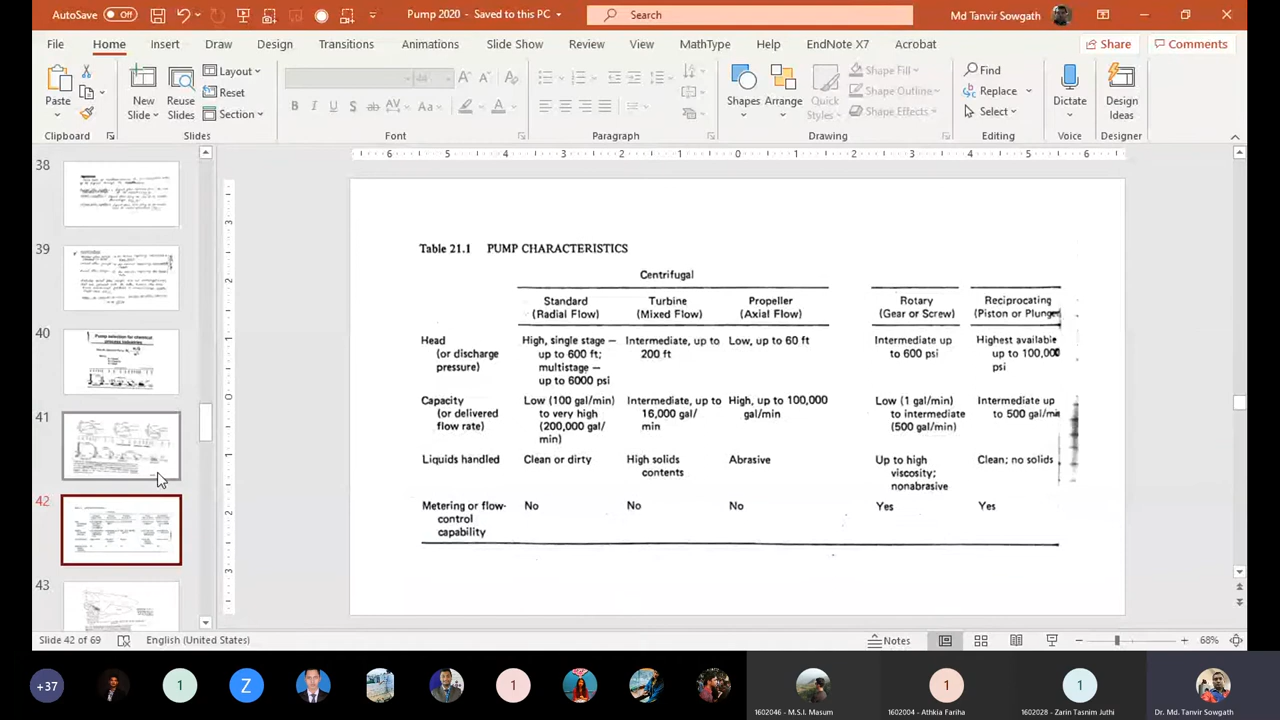 AutoSave Off Pump 2020 - Saved to this PC Search Md Tanvir Sowgath
File Home Insert Draw Design Transitions Animations Slide Show Review View MathType Help EndNote X7 Acrobat Share Comments
Paste New Slide Reuse Slides Layout Reset Section Shapes Arrange Quick Styles Shape Fill Shape Outline Shape Effects Find Replace Select Dictate Design Ideas
Clipboard Slides Font Paragraph Drawing Editing Voice Designer
38
39
40
Pump selection for chemical process industries
41
42
43
Table 21.1 PUMP CHARACTERISTICS
Centrifugal
Standard Turbine Propeller Rotary Reciprocating
(Radial Flow) (Mixed Flow) (Axial Flow) (Gear or Screw) (Piston or Plunger
Head High, single stage — Intermediate, up to Low, up to 60 ft Intermediate up Highest available
(or discharge up to 600 ft; 200 ft to 600 psi up to 100,000
pressure) multistage — psi
up to 6000 psi
Capacity Low (100 gal/min) Intermediate, up to High, up to 100,000 Low (1 gal/min) Intermediate up
(or delivered to very high 16,000 gal/ gal/min to intermediate to 500 gal/min
flow rate) (200,000 gal/ min (500 gal/min)
min)
Liquids handled Clean or dirty High solids Abrasive Up to high Clean; no solids
contents viscosity;
nonabrasive
Metering or flow- No No No Yes Yes
control
capability
Slide 42 of 69 English (United States) Notes 68%
+37 1 Z 1 1 1
1602046 - M.S.I. Masum 1602004 - Athkia Fariha 1602028 - Zarin Tasnim Juthi Dr. Md. Tanvir Sowgath